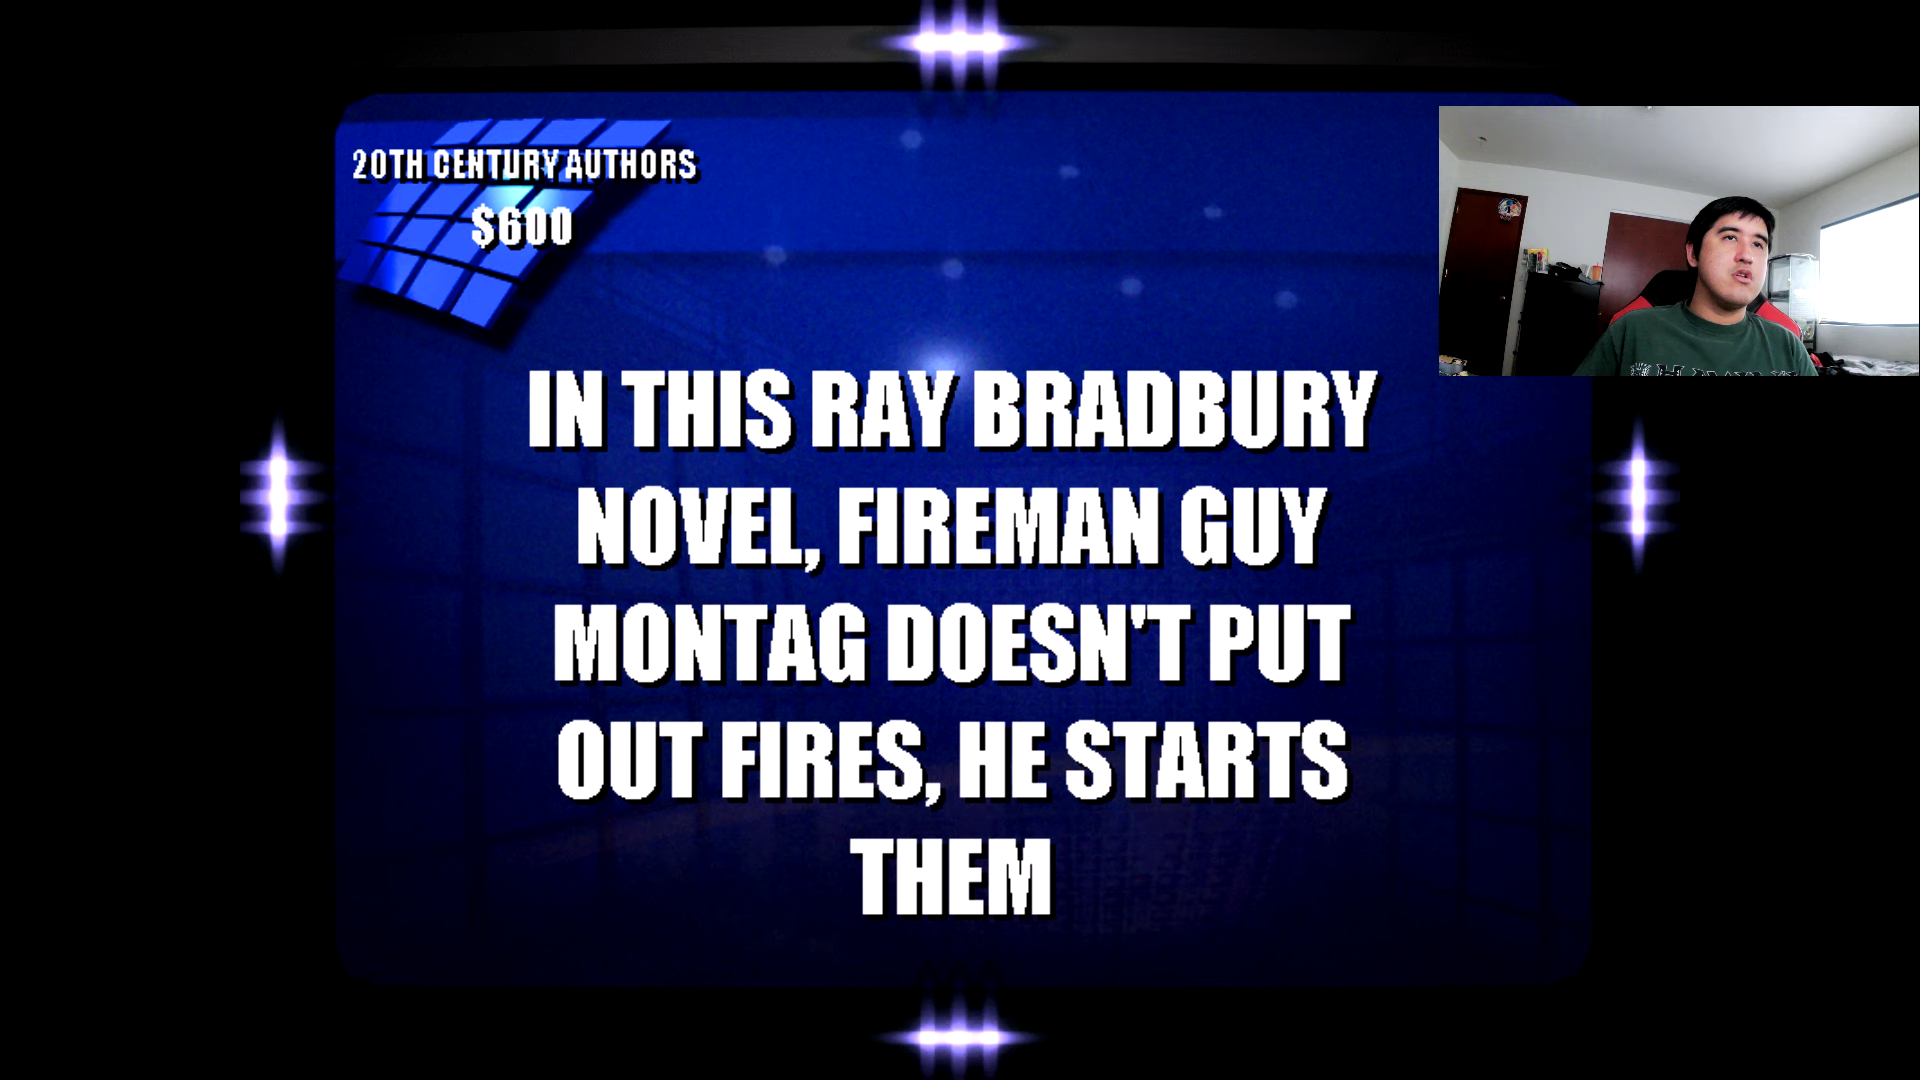 20TH CENTURY AUTHORS
$600
IN THIS RAY BRADBURY
NOVEL, FIREMAN GUY
MONTAG DOESN'T PUT
OUT FIRES, HE STARTS
THEM